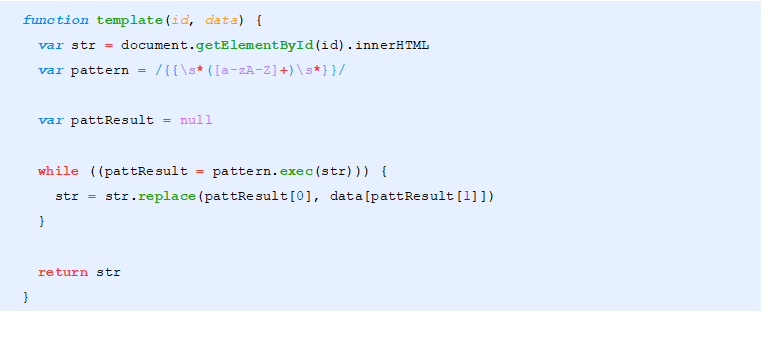 function template(id, data) {
  var str = document.getElementById(id).innerHTML
  var pattern = /{{\s*([a-zA-Z]+)\s*}}/
  var pattResult = null
  while ((pattResult = pattern.exec(str))) {
    str = str.replace(pattResult[0], data[pattResult[1]])
  }
  return str
}